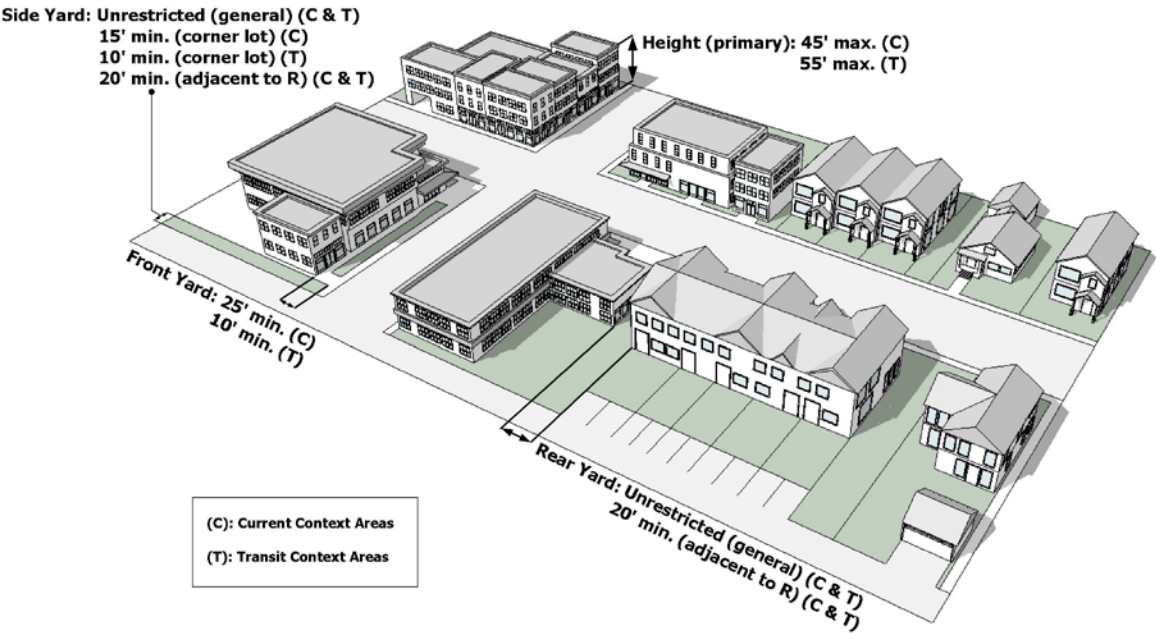 Side Yard: Unrestricted (general) (C & T)
15' min. (corner lot) (C)
10' min. (corner lot) (T)
20' min. (adjacent to R) (C & T)
Height (primary): 45' max. (C)
55' max. (T)
Front Yard: 25' min. (C)
10' min. (T)
Rear Yard: Unrestricted (general) (C & T)
20' min. (adjacent to R) (C & T)
(C): Current Context Areas
(T): Transit Context Areas